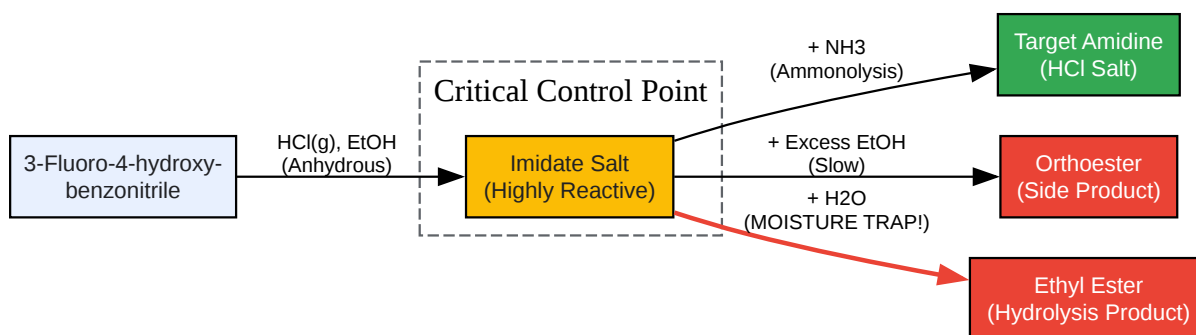 3-Fluoro-4-hydroxy-
benzonitrile
HCl(g), EtOH
(Anhydrous)
Critical Control Point
Imidate Salt
(Highly Reactive)
+ NH3
(Ammonolysis)
+ Excess EtOH
(Slow)
+ H2O
(MOISTURE TRAP!)
Target Amidine
(HCl Salt)
Orthoester
(Side Product)
Ethyl Ester
(Hydrolysis Product)